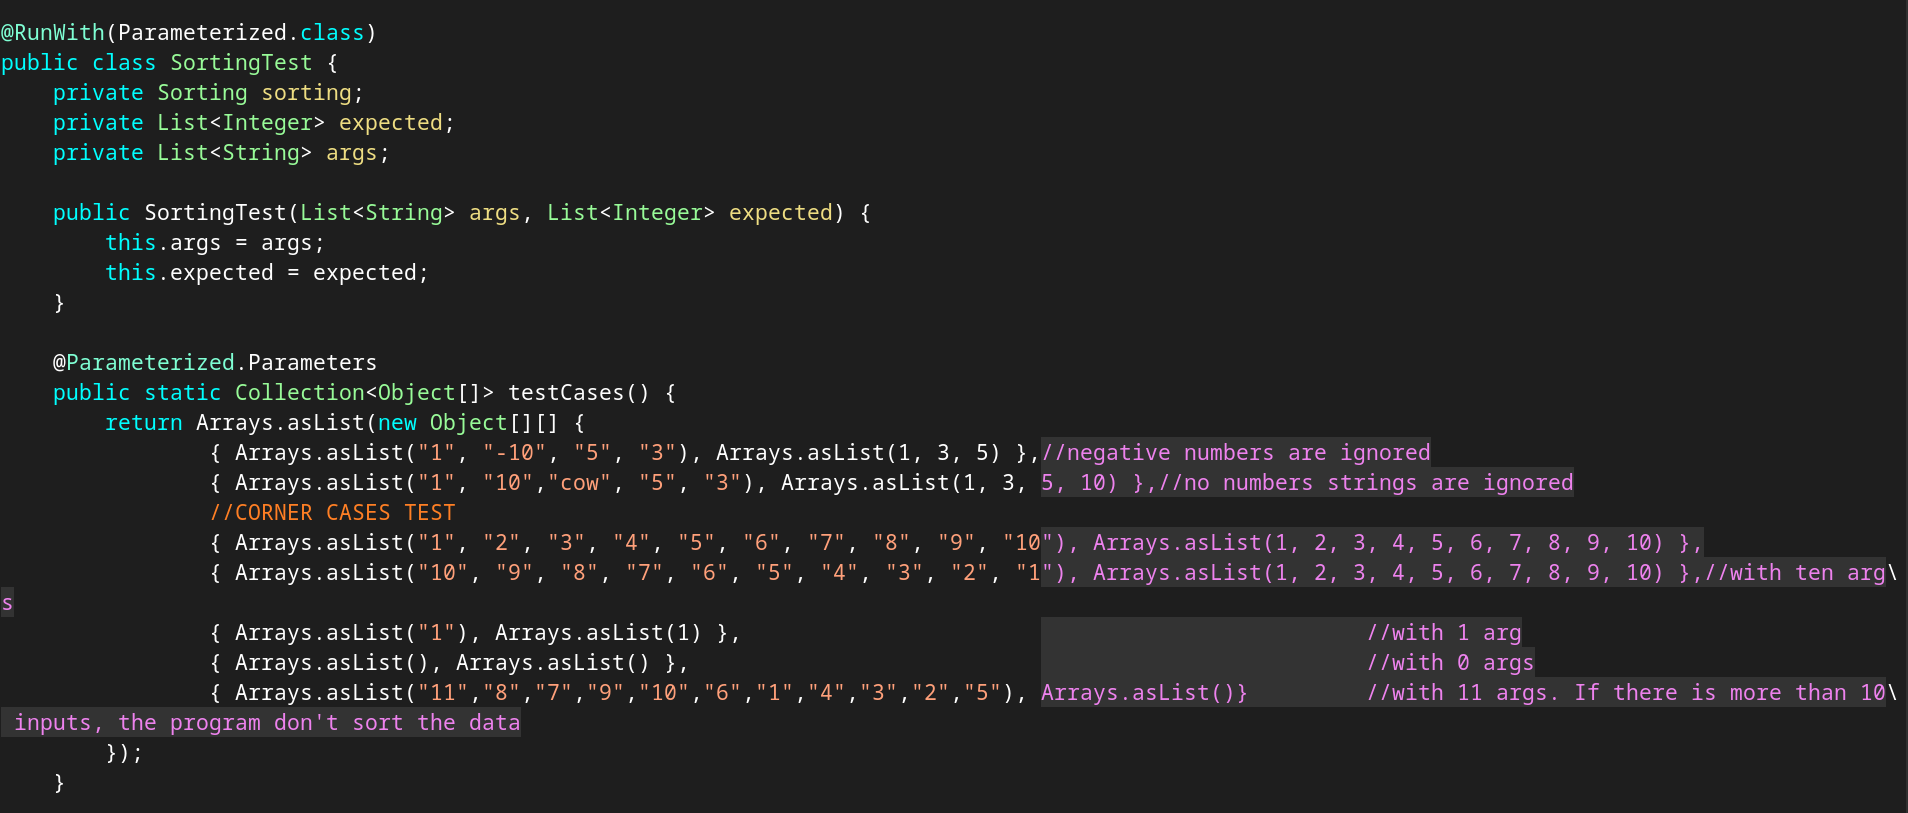 @RunWith(Parameterized.class)
public class SortingTest {
    private Sorting sorting;
    private List<Integer> expected;
    private List<String> args;

    public SortingTest(List<String> args, List<Integer> expected) {
        this.args = args;
        this.expected = expected;
    }

    @Parameterized.Parameters
    public static Collection<Object[]> testCases() {
        return Arrays.asList(new Object[][] {
                { Arrays.asList("1", "-10", "5", "3"), Arrays.asList(1, 3, 5) },//negative numbers are ignored
                { Arrays.asList("1", "10","cow", "5", "3"), Arrays.asList(1, 3, 5, 10) },//no numbers strings are ignored
                //CORNER CASES TEST
                { Arrays.asList("1", "2", "3", "4", "5", "6", "7", "8", "9", "10"), Arrays.asList(1, 2, 3, 4, 5, 6, 7, 8, 9, 10) },
                { Arrays.asList("10", "9", "8", "7", "6", "5", "4", "3", "2", "1"), Arrays.asList(1, 2, 3, 4, 5, 6, 7, 8, 9, 10) },//with ten arg\
s
                { Arrays.asList("1"), Arrays.asList(1) },                                                //with 1 arg
                { Arrays.asList(), Arrays.asList() },                                                    //with 0 args
                { Arrays.asList("11","8","7","9","10","6","1","4","3","2","5"), Arrays.asList()}         //with 11 args. If there is more than 10\
 inputs, the program don't sort the data
        });
    }